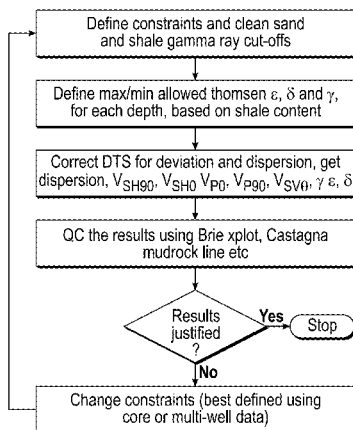 Define constraints and clean sand
and shale gamma ray cut-offs
Define max/min allowed thomsen ε, δ and γ,
for each depth, based on shale content
Correct DTS for deviation and dispersion, get
dispersion, VSH90, VSH0 VP0, VP90, VSVθ, γ ε, δ
QC the results using Brie xplot, Castagna
mudrock line etc
Results
justified
?
Yes
Stop
No
Change constraints (best defined using
core or multi-well data)